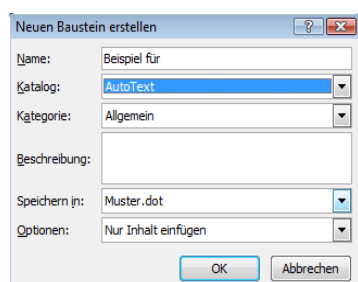 Neuen Baustein erstellen
Name: Beispiel für
Katalog: AutoText
Kategorie: Allgemein
Beschreibung:
Speichern in: Muster.dot
Optionen: Nur Inhalt einfügen
OK Abbrechen